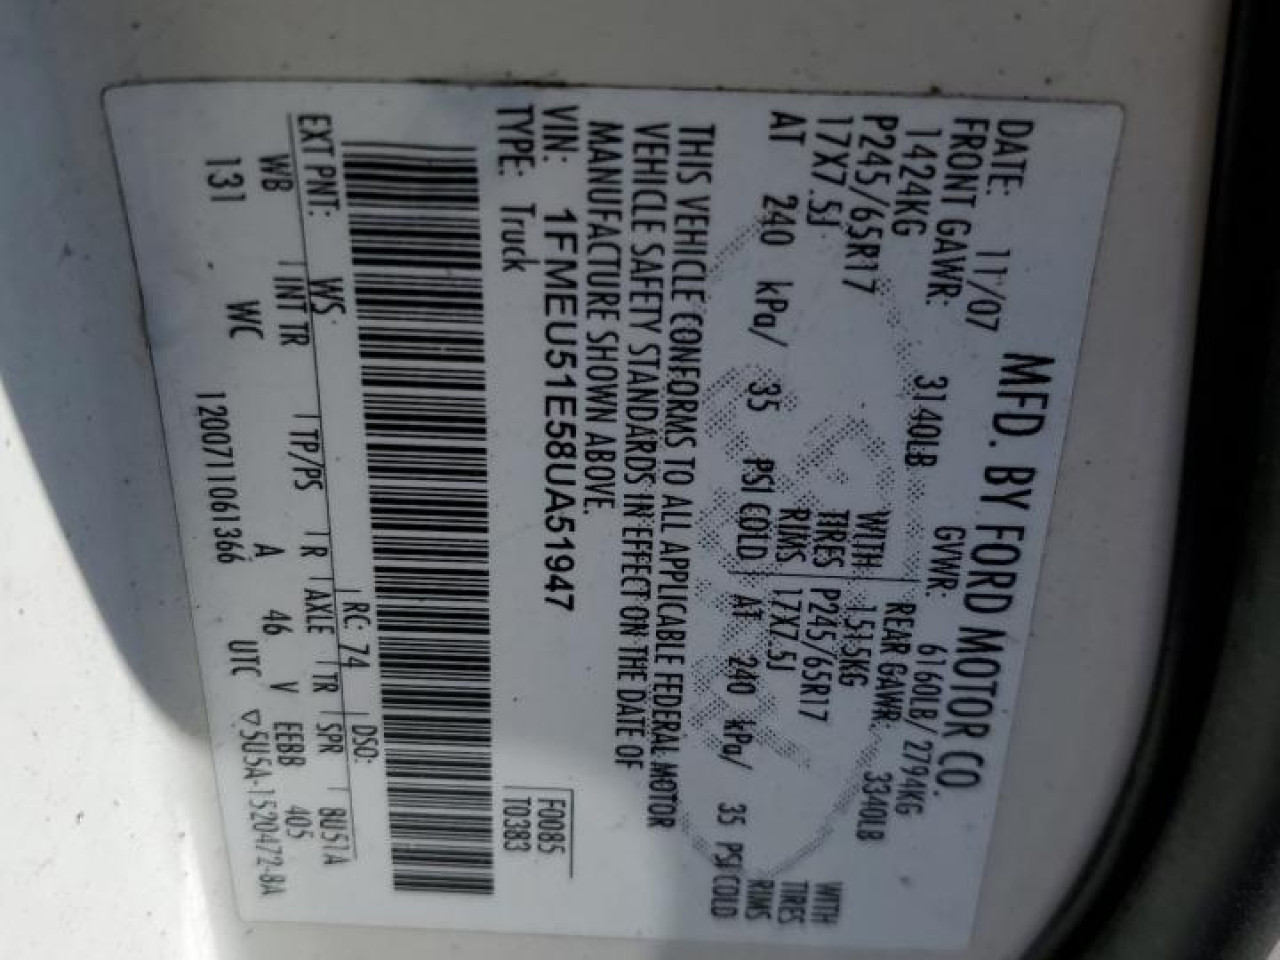 MFD. BY FORD MOTOR CO.
DATE: 11/07 GVWR: 6160LB/2794KG
FRONT GAWR: 3140LB REAR GAWR: 3340LB
1424KG WITH 1515KG WITH
P245/65R17 TIRES P245/65R17 TIRES
17X7.5J RIMS 17X7.5J RIMS
AT 240 kPa/ 35 PSI COLD AT 240 kPa/ 35 PSI COLD
THIS VEHICLE CONFORMS TO ALL APPLICABLE FEDERAL MOTOR
VEHICLE SAFETY STANDARDS IN EFFECT ON THE DATE OF
MANUFACTURE SHOWN ABOVE.
VIN: 1FMEU51E58UA51947 F0085
TYPE: Truck T0383
EXT PNT: WS RC: 74 DSO:
WB INT TR TP/PS R AXLE TR SPR BU51A
131 WC A 46 V EEBB 405
1200711061366 UTC ▽5U5A-1520472-BA